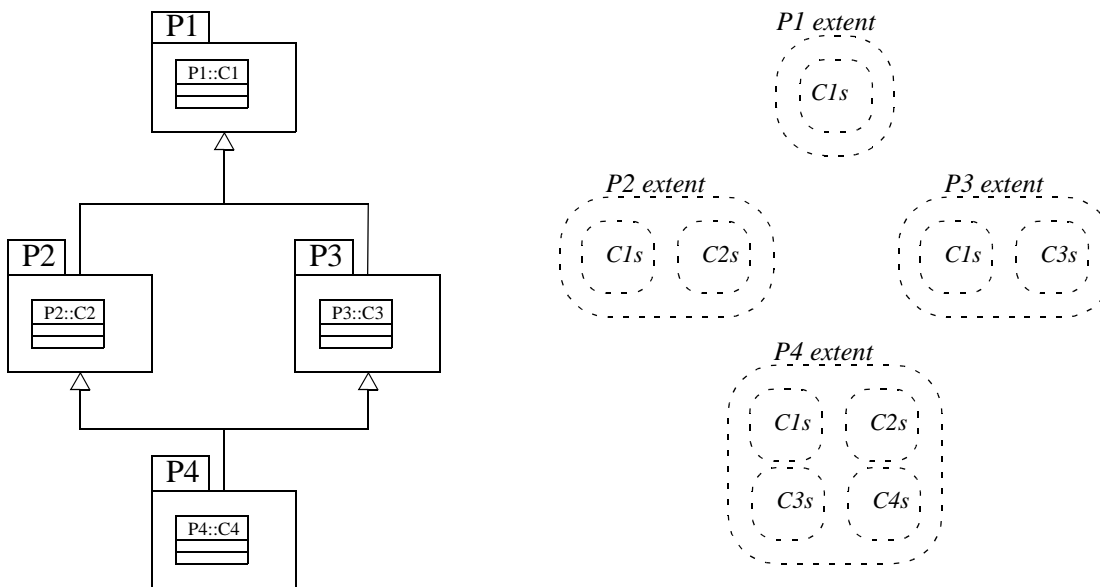 P1
P1::C1
P1 extent
C1s
P2
P2::C2
P3
P3::C3
P2 extent
C1s
C2s
P3 extent
C1s
C3s
P4
P4::C4
P4 extent
C1s
C2s
C3s
C4s